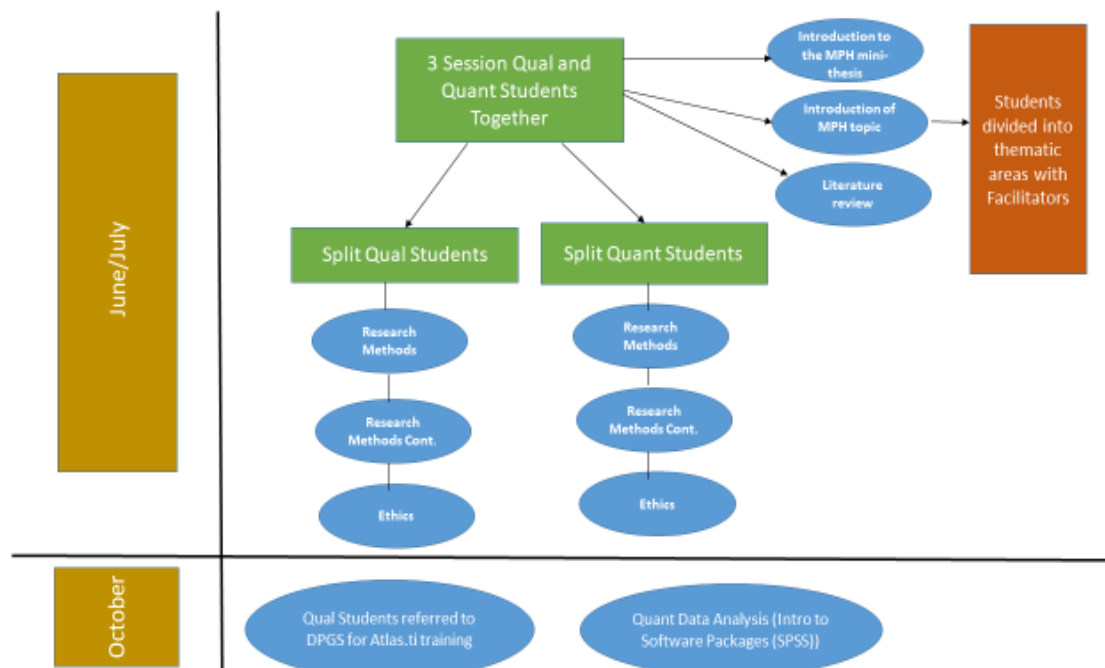 June/July
3 Session Qual and
Quant Students
Together
Introduction to
the MPH mini-
thesis
Introduction of
MPH topic
Literature
review
Students
divided into
thematic
areas with
Facilitators
Split Qual Students
Split Quant Students
Research
Methods
Research
Methods Cont.
Ethics
Research
Methods
Research
Methods Cont.
Ethics
October
Qual Students referred to
DPGS for Atlas.ti training
Quant Data Analysis (Intro to
Software Packages (SPSS))